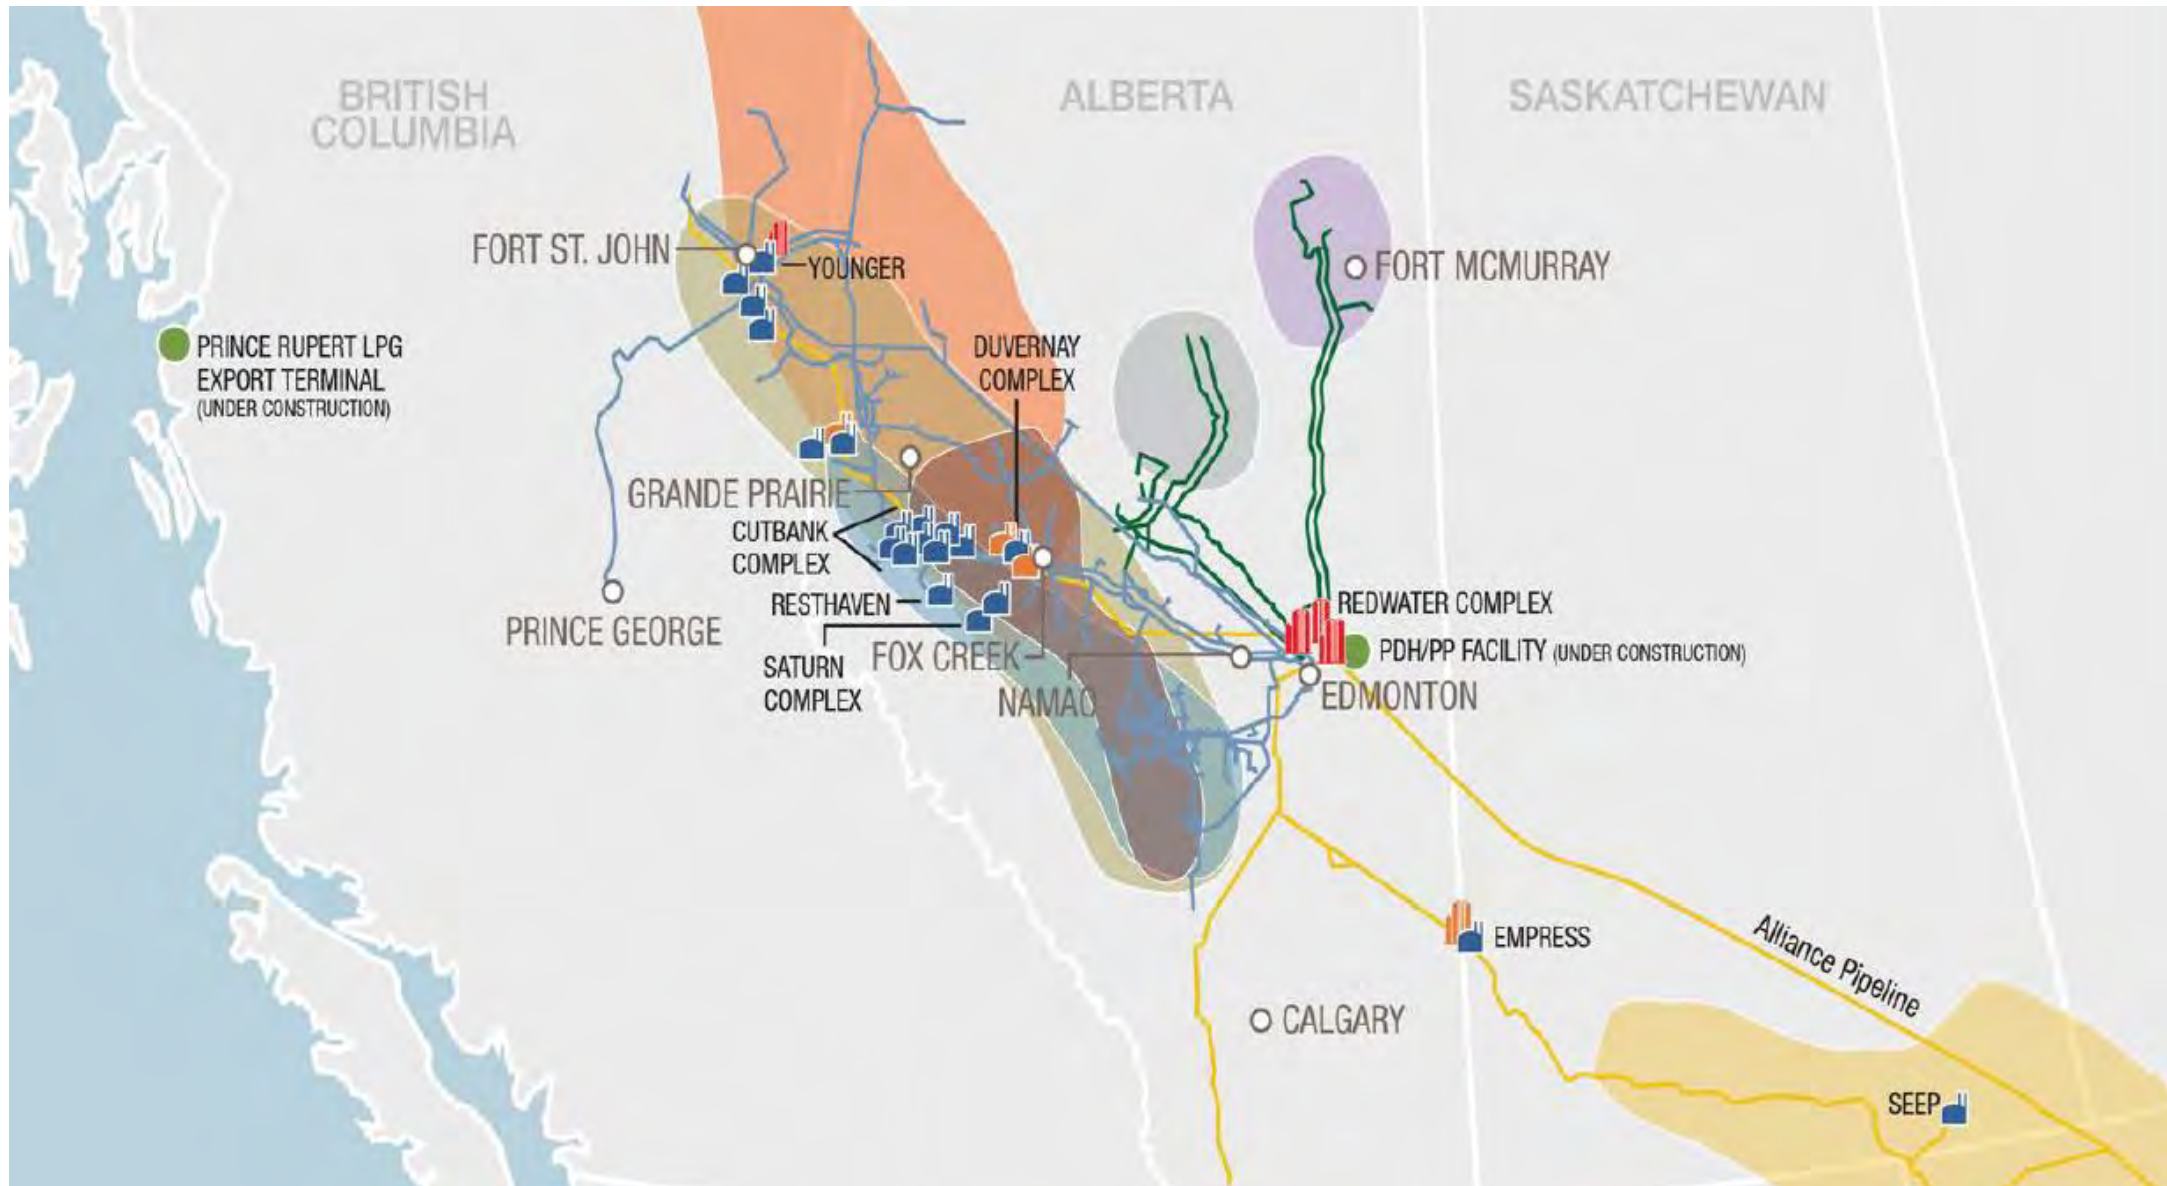 BRITISH
COLUMBIA
ALBERTA
SASKATCHEWAN
FORT ST. JOHN
YOUNGER
FORT MCMURRAY
PRINCE RUPERT LPG
EXPORT TERMINAL
(UNDER CONSTRUCTION)
DUVERNAY
COMPLEX
GRANDE PRAIRIE
CUTBANK
COMPLEX
RESTHAVEN
PRINCE GEORGE
SATURN
COMPLEX
FOX CREEK
NAMAO
REDWATER COMPLEX
PDH/PP FACILITY (UNDER CONSTRUCTION)
EDMONTON
EMPRESS
Alliance Pipeline
CALGARY
SEEP